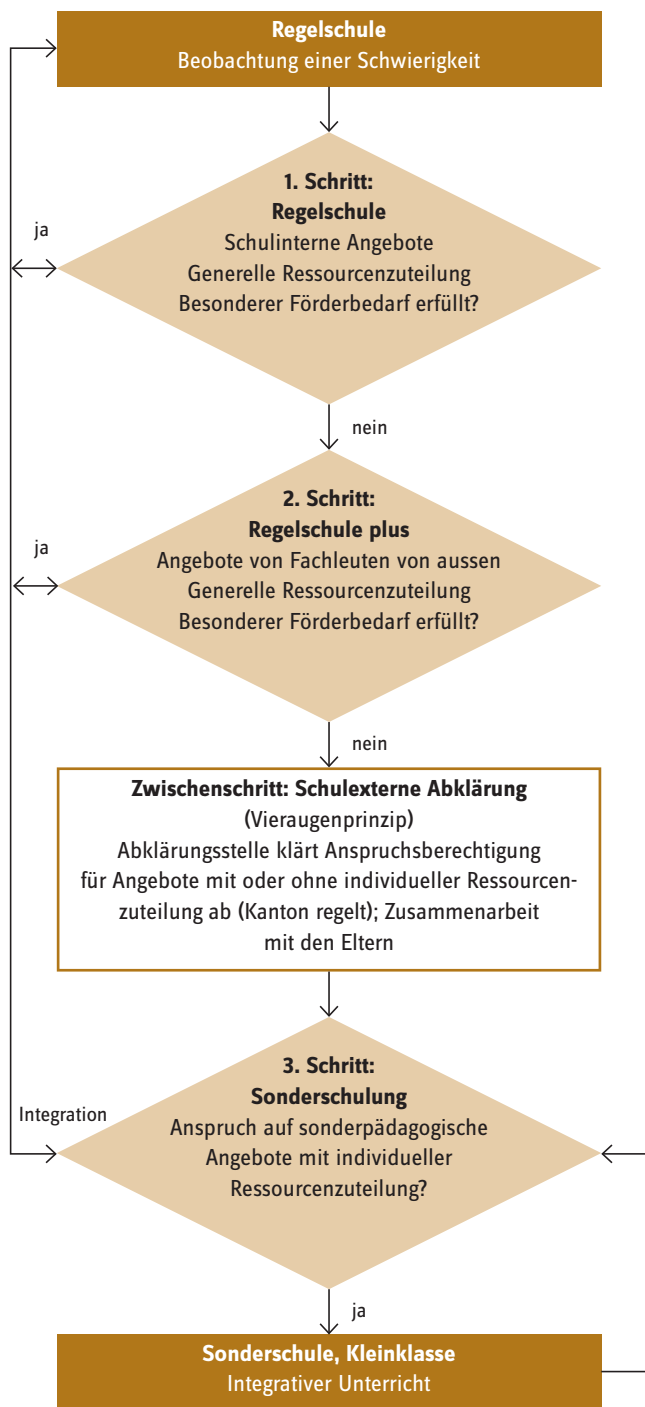 Regelschule
Beobachtung einer Schwierigkeit
1. Schritt:
Regelschule
Schulinterne Angebote
Generelle Ressourcenzuteilung
Besonderer Förderbedarf erfüllt?
ja
nein
2. Schritt:
Regelschule plus
Angebote von Fachleuten von aussen
Generelle Ressourcenzuteilung
Besonderer Förderbedarf erfüllt?
ja
nein
Zwischenschritt: Schulexterne Abklärung
(Vieraugenprinzip)
Abklärungsstelle klärt Anspruchsberechtigung
für Angebote mit oder ohne individueller Ressourcen-
zuteilung ab (Kanton regelt); Zusammenarbeit
mit den Eltern
3. Schritt:
Sonderschulung
Anspruch auf sonderpädagogische
Angebote mit individueller
Ressourcenzuteilung?
Integration
ja
Sonderschule, Kleinklasse
Integrativer Unterricht